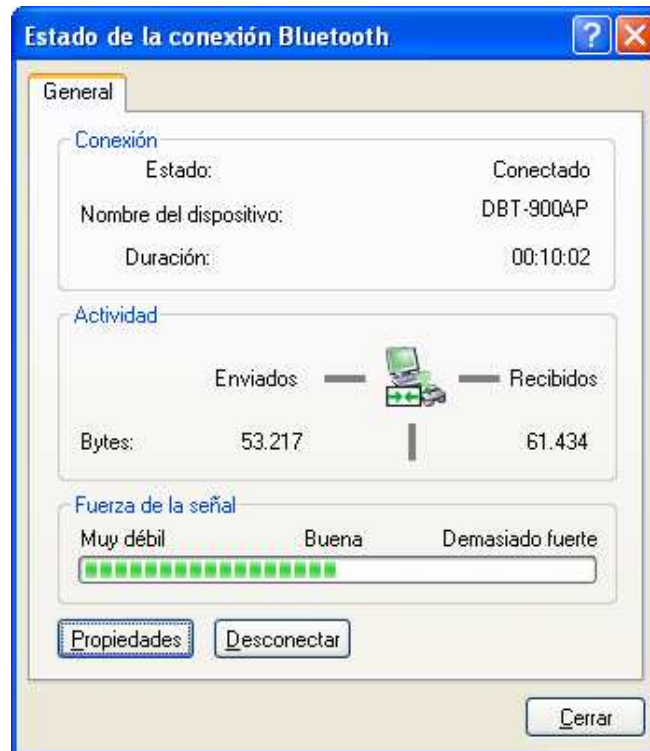 Estado de la conexión Bluetooth
General
Conexión
Estado: Conectado
Nombre del dispositivo: DBT-900AP
Duración: 00:10:02
Actividad
Enviados Recibidos
Bytes: 53.217 61.434
Fuerza de la señal
Muy débil Buena Demasiado fuerte
Propiedades Desconectar
Cerrar